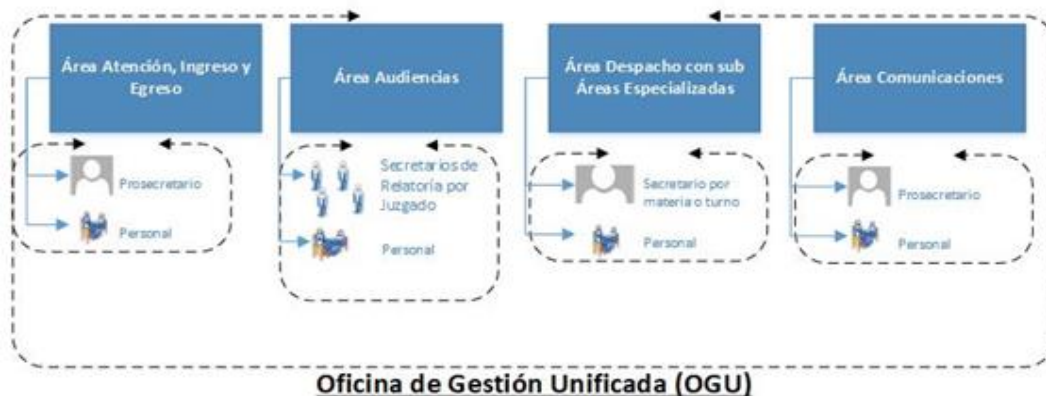 Área Atención, Ingreso y
Egreso
Prosecretario
Personal
Área Audiencias
Secretarios de
Relatoría por
Juzgado
Personal
Área Despacho con sub
Áreas Especializadas
Secretario por
materia o turno
Personal
Área Comunicaciones
Prosecretario
Personal
Oficina de Gestión Unificada (OGU)